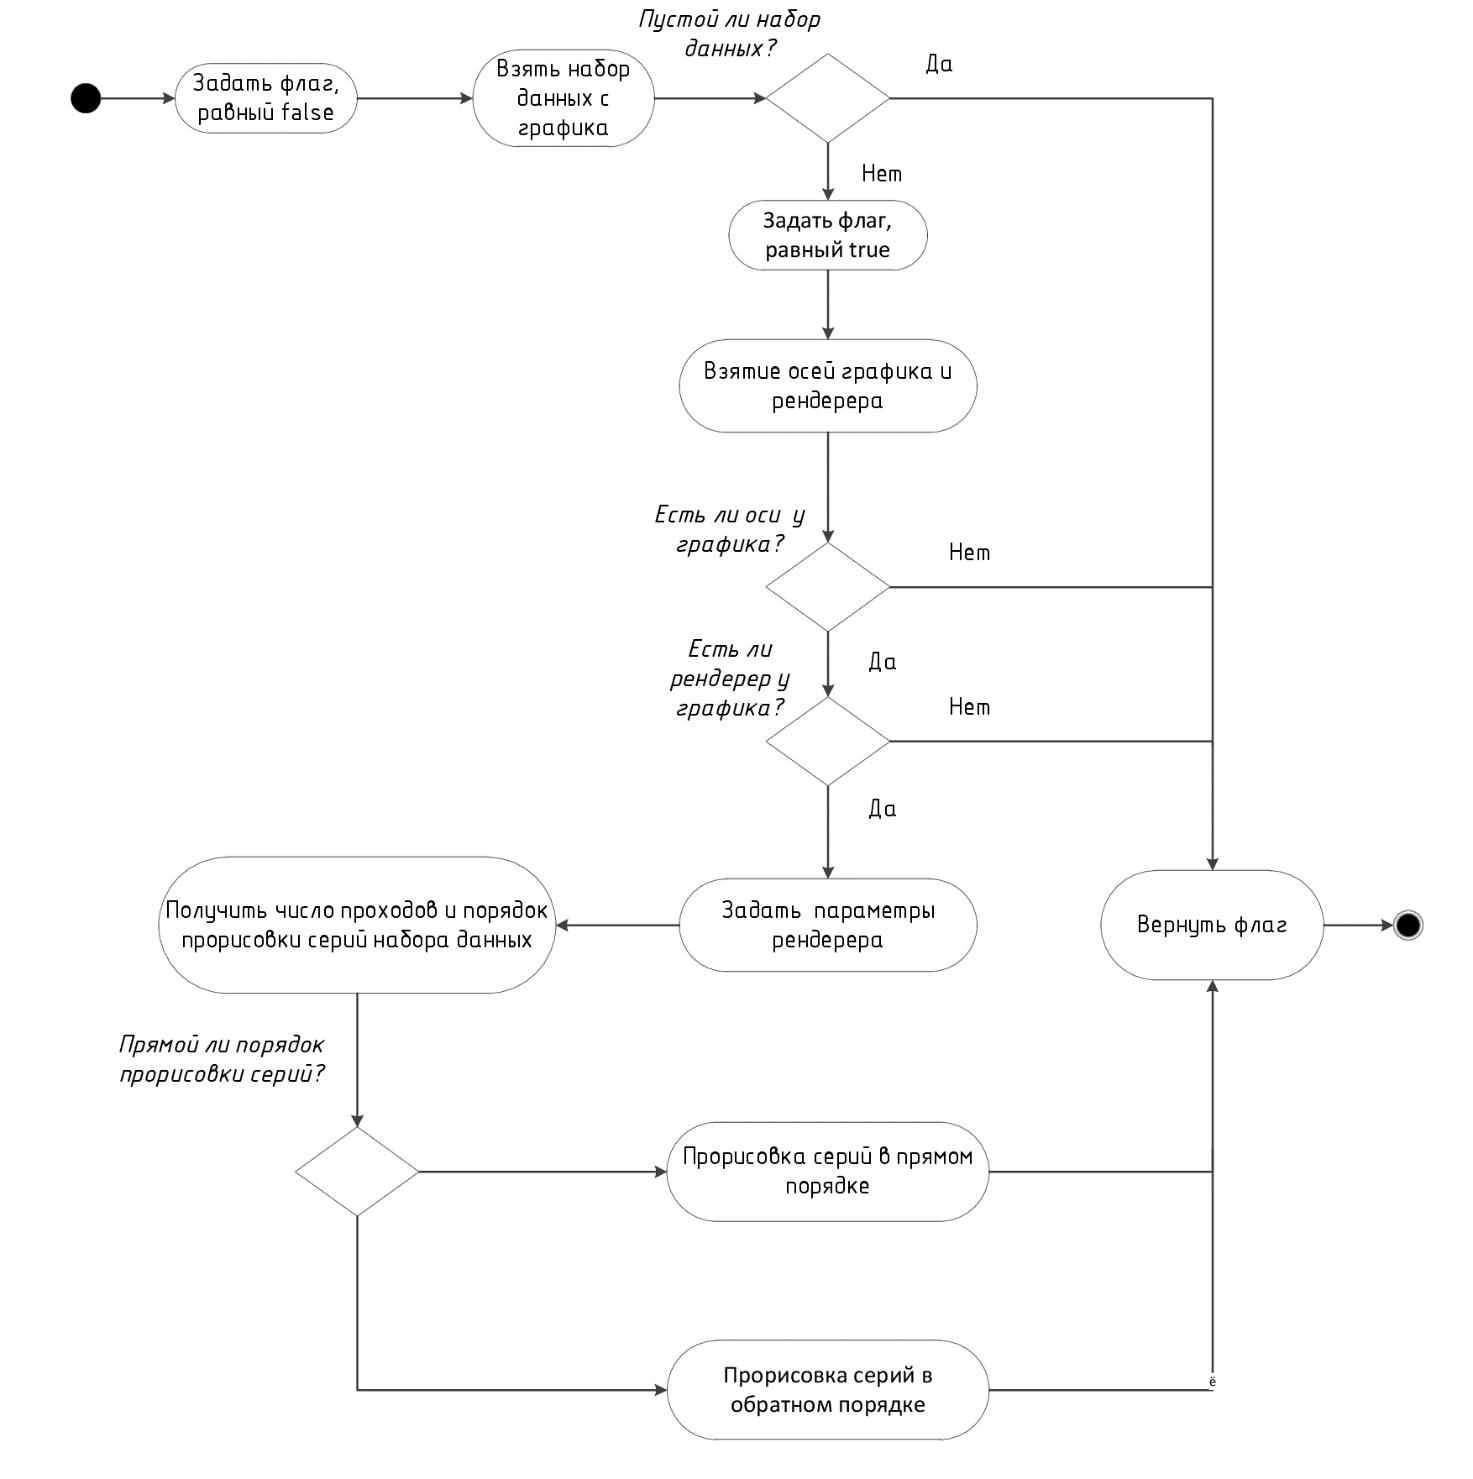 Пустой ли набор
данных?
Да
Задать флаг,
равный false
Взять набор
данных с
графика
Нет
Задать флаг,
равный true
Взятие осей графика и
рендерера
Есть ли оси у
графика?
Нет
Есть ли
рендерер у
графика?
Да
Нет
Да
Получить число проходов и порядок
прорисовки серий набора данных
Задать параметры
рендерера
Вернуть флаг
Прямой ли порядок
прорисовки серий?
Прорисовка серий в прямом
порядке
Прорисовка серий в
обратном порядке
ё